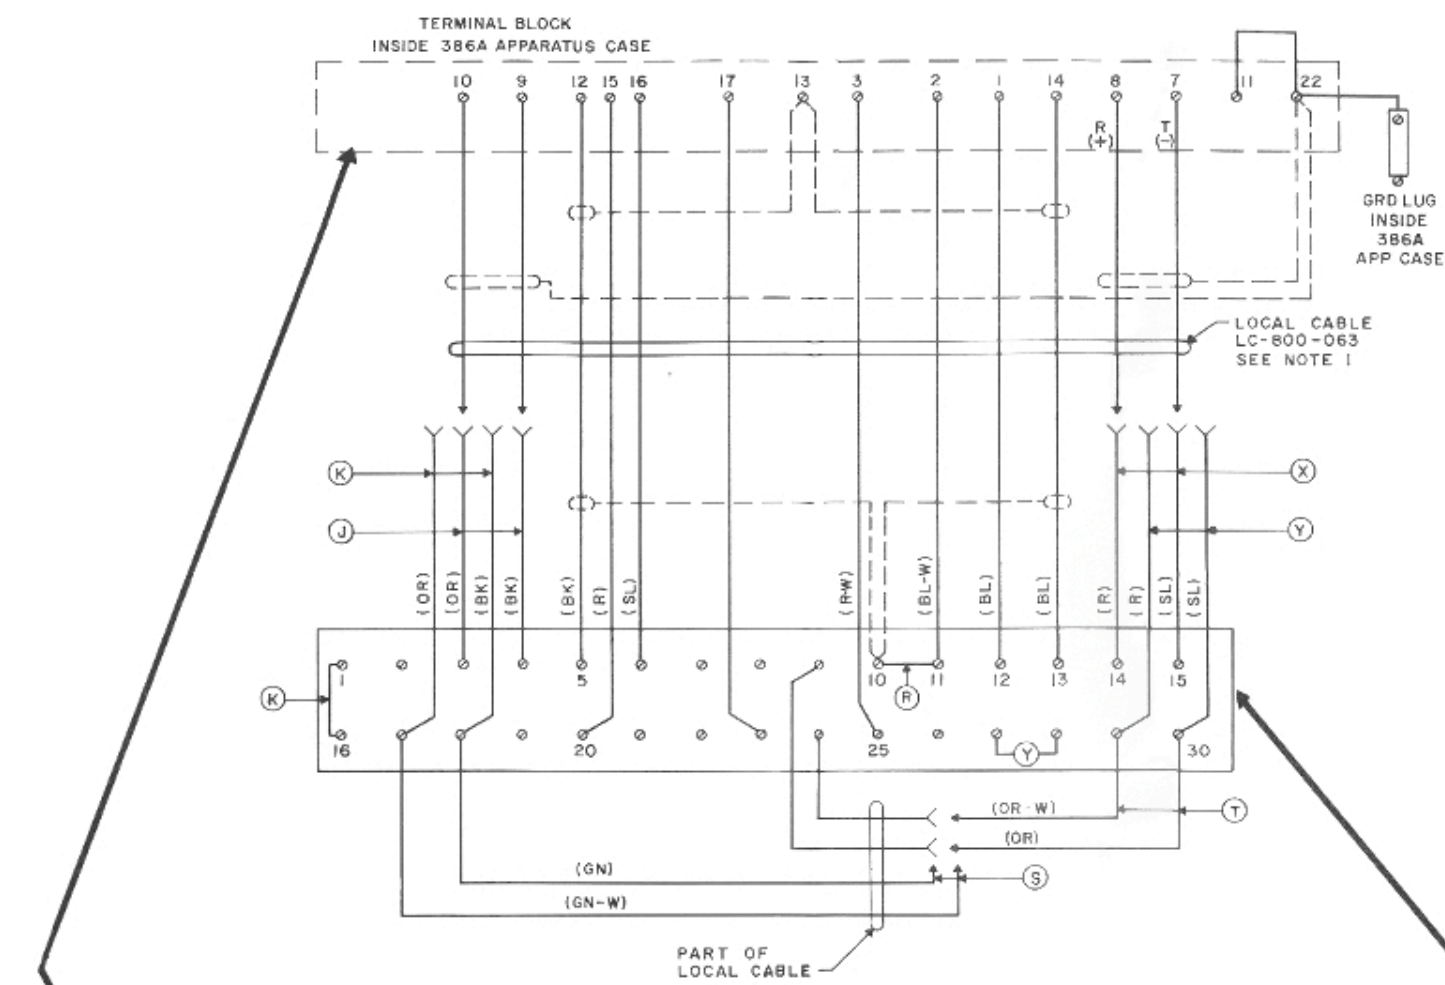 TERMINAL BLOCK
INSIDE 386A APPARATUS CASE
10 9 12 15 16 17 13 3 2 1 14 8 7 11 22
R T
(+) (-)
GRD LUG
INSIDE
386A
APP CASE
LOCAL CABLE
LC-800-063
SEE NOTE 1
K X
J Y
(OR) (OR) (BK) (BK) (BK) (R) (SL) (R-W) (BL-W) (BL) (BL) (R) (R) (SL) (SL)
1 5 10 11 12 13 14 15
K R
16 20 25 Y 30
(OR-W) T
(OR)
(GN) S
(GN-W)
PART OF
LOCAL CABLE